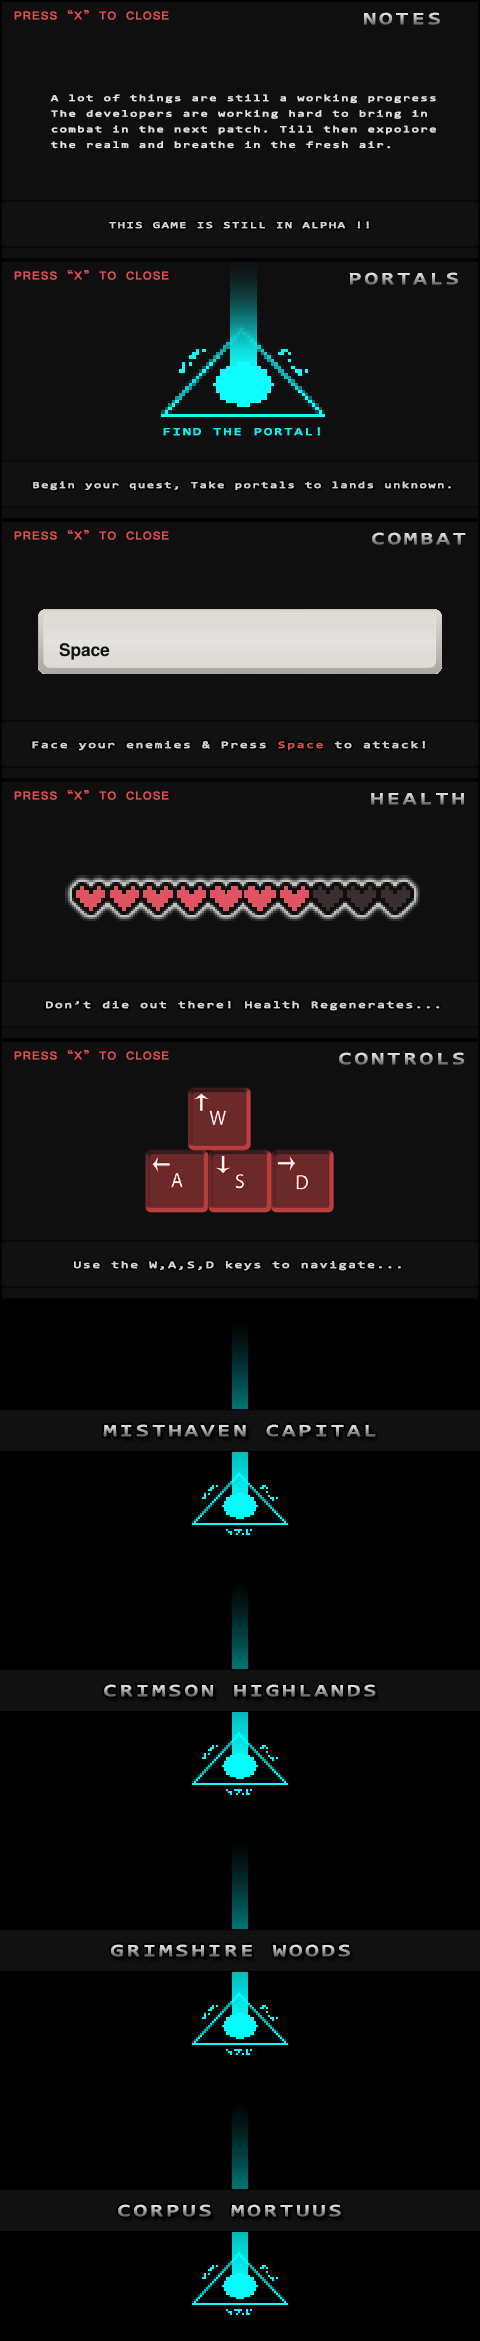 PRESS “X” TO CLOSE
NOTES
A lot of things are still a working progress
The developers are working hard to bring in
combat in the next patch. Till then expolore
the realm and breathe in the fresh air.
THIS GAME IS STILL IN ALPHA !!
PRESS “X” TO CLOSE
PORTALS
FIND THE PORTAL!
Begin your quest, Take portals to lands unknown.
PRESS “X” TO CLOSE
COMBAT
Space
Face your enemies & Press Space to attack!
PRESS “X” TO CLOSE
HEALTH
Don’t die out there! Health Regenerates...
PRESS “X” TO CLOSE
CONTROLS
↑ W
← A
↓ S
→ D
Use the W,A,S,D keys to navigate...
MISTHAVEN CAPITAL
CRIMSON HIGHLANDS
GRIMSHIRE WOODS
CORPUS MORTUUS